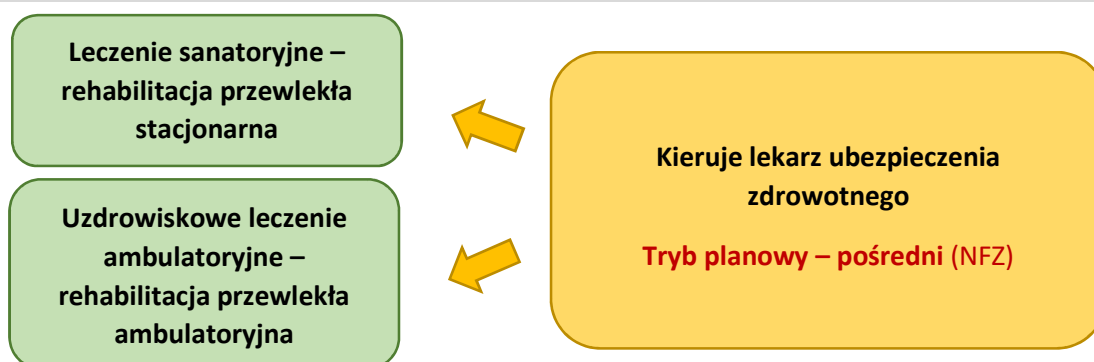 Leczenie sanatoryjne –
rehabilitacja przewlekła
stacjonarna
Uzdrowiskowe leczenie
ambulatoryjne –
rehabilitacja przewlekła
ambulatoryjna
Kieruje lekarz ubezpieczenia
zdrowotnego
Tryb planowy – pośredni (NFZ)